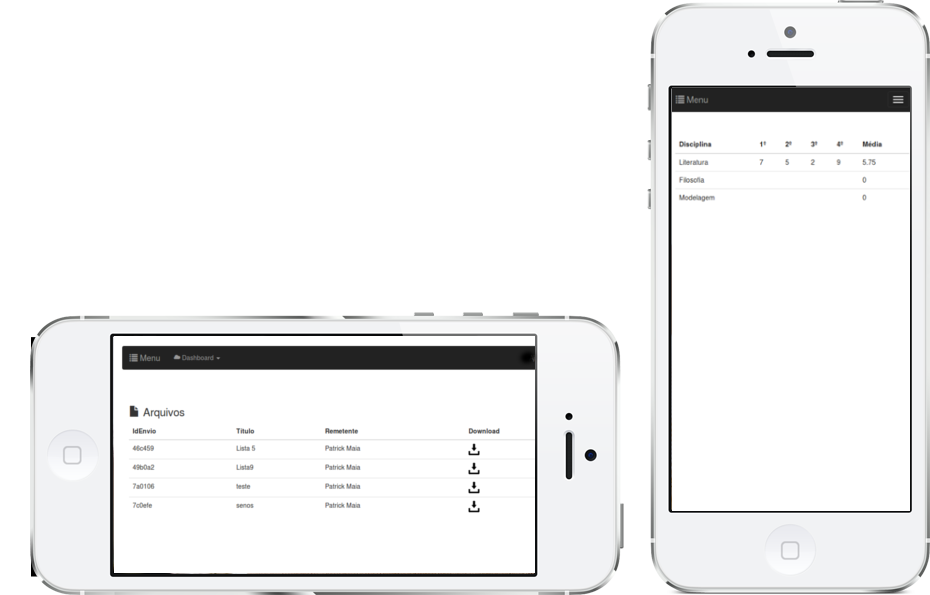 Menu Dashboard
Arquivos
IdEnvio Título Remetente Download
46c459 Lista 5 Patrick Maia
49b0a2 Lista9 Patrick Maia
7a0106 teste Patrick Maia
7c0efe senos Patrick Maia
Menu
Disciplina 1º 2º 3º 4º Média
Literatura 7 5 2 9 5.75
Filosofia 0
Modelagem 0